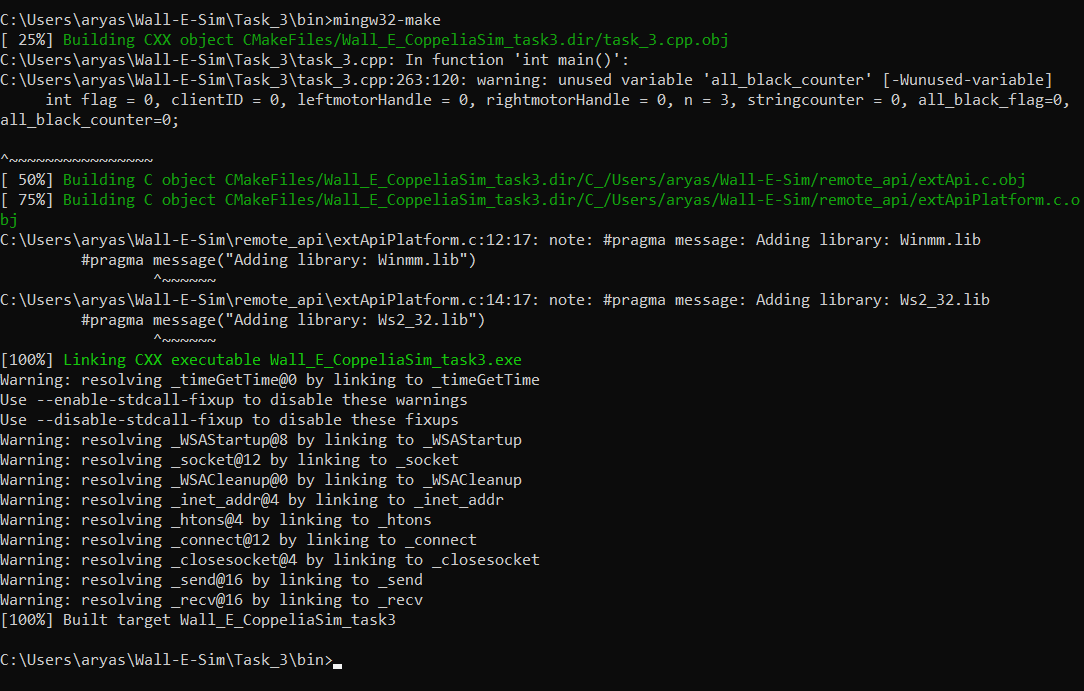 C:\Users\aryas\Wall-E-Sim\Task_3\bin>mingw32-make
[ 25%] Building CXX object CMakeFiles/Wall_E_CoppeliaSim_task3.dir/task_3.cpp.obj
C:\Users\aryas\Wall-E-Sim\Task_3\task_3.cpp: In function 'int main()':
C:\Users\aryas\Wall-E-Sim\Task_3\task_3.cpp:263:120: warning: unused variable 'all_black_counter' [-Wunused-variable]
     int flag = 0, clientID = 0, leftmotorHandle = 0, rightmotorHandle = 0, n = 3, stringcounter = 0, all_black_flag=0,
all_black_counter=0;

^~~~~~~~~~~~~~~~~
[ 50%] Building C object CMakeFiles/Wall_E_CoppeliaSim_task3.dir/C_/Users/aryas/Wall-E-Sim/remote_api/extApi.c.obj
[ 75%] Building C object CMakeFiles/Wall_E_CoppeliaSim_task3.dir/C_/Users/aryas/Wall-E-Sim/remote_api/extApiPlatform.c.o
bj
C:\Users\aryas\Wall-E-Sim\remote_api\extApiPlatform.c:12:17: note: #pragma message: Adding library: Winmm.lib
         #pragma message("Adding library: Winmm.lib")
                 ^~~~~~~
C:\Users\aryas\Wall-E-Sim\remote_api\extApiPlatform.c:14:17: note: #pragma message: Adding library: Ws2_32.lib
         #pragma message("Adding library: Ws2_32.lib")
                 ^~~~~~~
[100%] Linking CXX executable Wall_E_CoppeliaSim_task3.exe
Warning: resolving _timeGetTime@0 by linking to _timeGetTime
Use --enable-stdcall-fixup to disable these warnings
Use --disable-stdcall-fixup to disable these fixups
Warning: resolving _WSAStartup@8 by linking to _WSAStartup
Warning: resolving _socket@12 by linking to _socket
Warning: resolving _WSACleanup@0 by linking to _WSACleanup
Warning: resolving _inet_addr@4 by linking to _inet_addr
Warning: resolving _htons@4 by linking to _htons
Warning: resolving _connect@12 by linking to _connect
Warning: resolving _closesocket@4 by linking to _closesocket
Warning: resolving _send@16 by linking to _send
Warning: resolving _recv@16 by linking to _recv
[100%] Built target Wall_E_CoppeliaSim_task3

C:\Users\aryas\Wall-E-Sim\Task_3\bin>